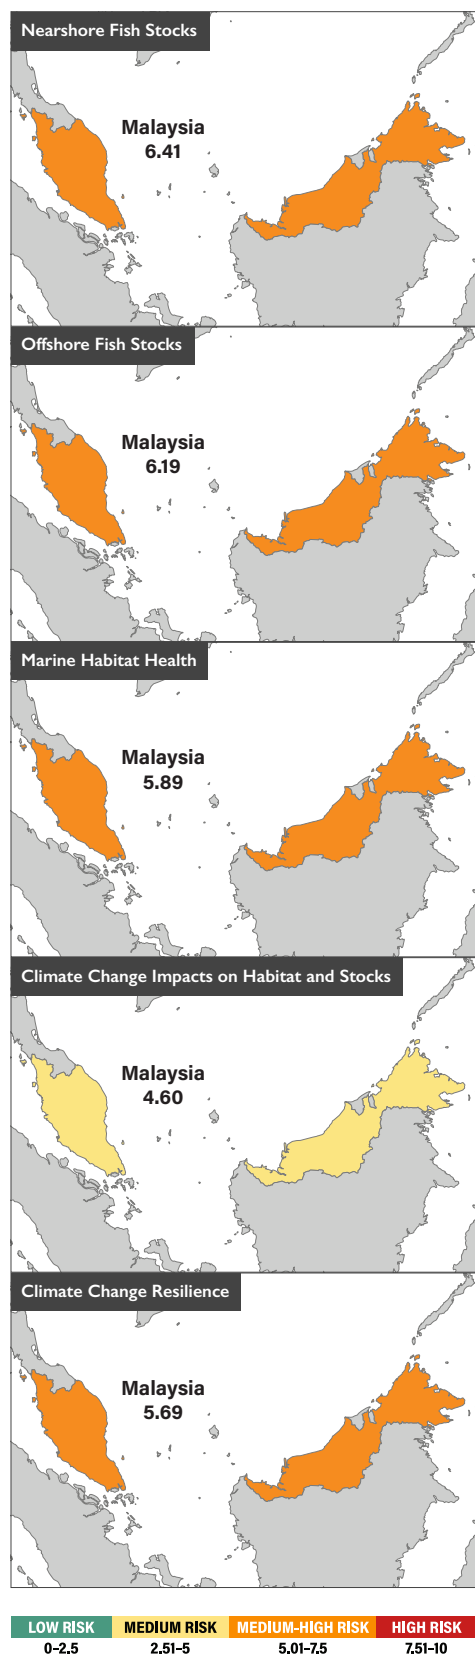 Nearshore Fish Stocks
Malaysia
6.41
Offshore Fish Stocks
Malaysia
6.19
Marine Habitat Health
Malaysia
5.89
Climate Change Impacts on Habitat and Stocks
Malaysia
4.60
Climate Change Resilience
Malaysia
5.69
LOW RISK MEDIUM RISK MEDIUM-HIGH RISK HIGH RISK
0–2.5 2.51–5 5.01–7.5 7.51–10